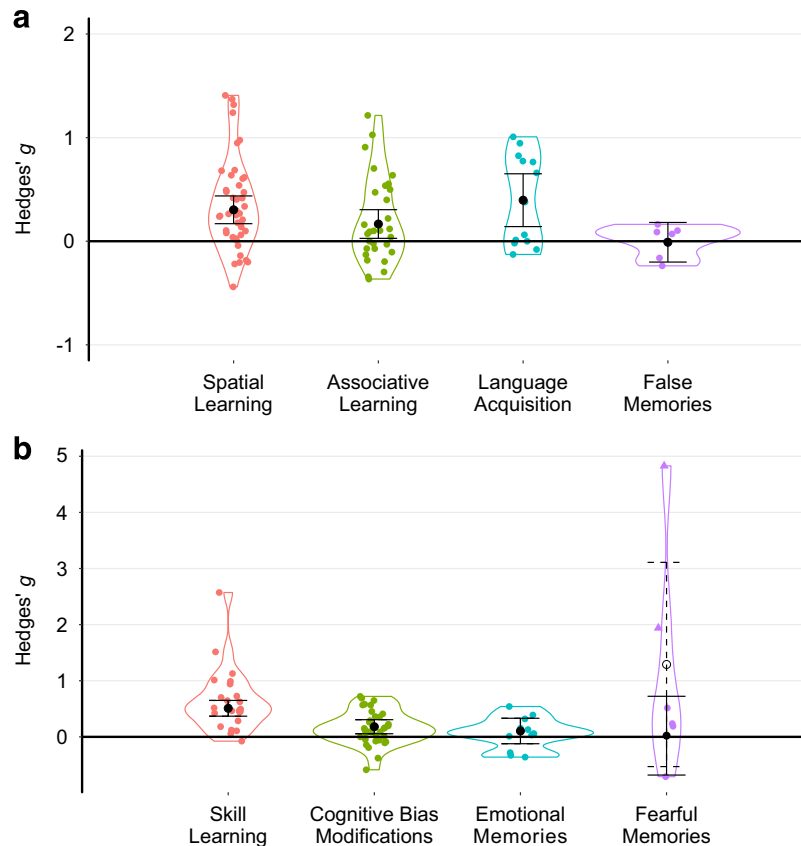 a
2
1
0
-1
Hedges' g
Spatial
Learning
Associative
Learning
Language
Acquisition
False
Memories
b
5
4
3
2
1
0
Hedges' g
Skill
Learning
Cognitive Bias
Modifications
Emotional
Memories
Fearful
Memories